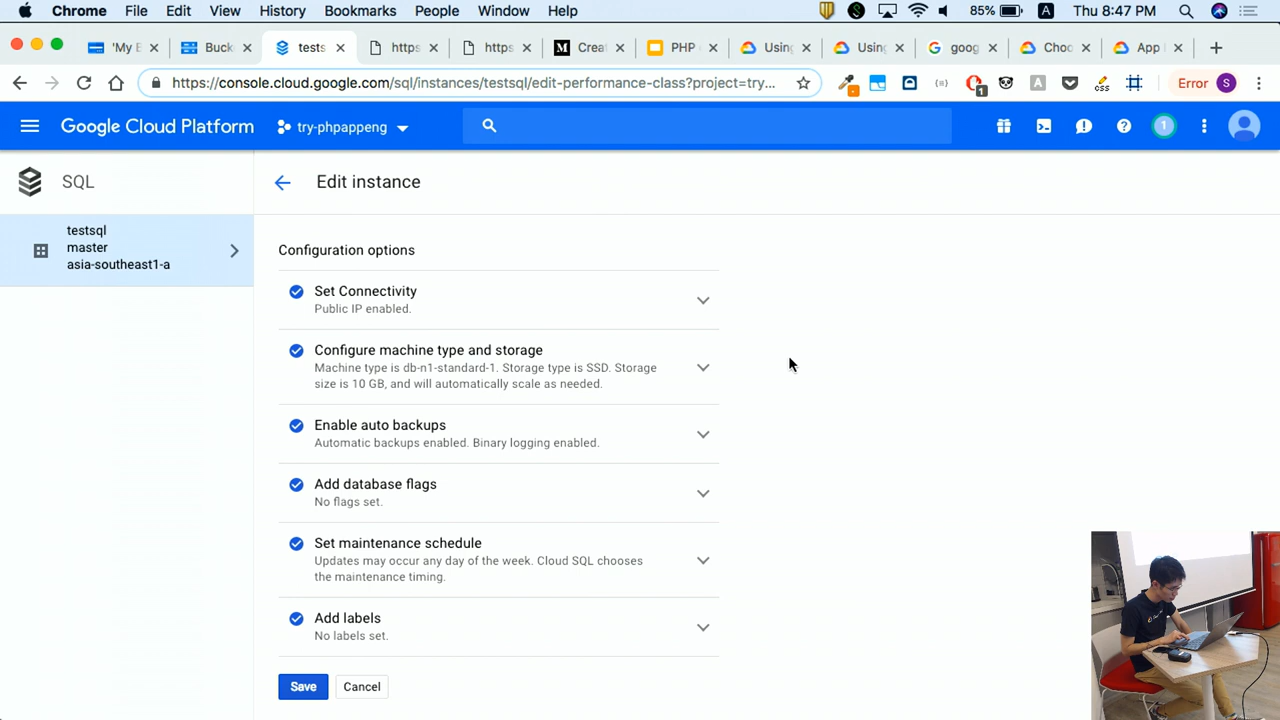 Chrome File Edit View History Bookmarks People Window Help 85% A Thu 8:47 PM
'My E Buck tests https https Crea PHP Using Using goog Choo App
https://console.cloud.google.com/sql/instances/testsql/edit-performance-class?project=try... 1 A css Error S
Google Cloud Platform try-phpappeng 1
SQL Edit instance
testsql
master
asia-southeast1-a
Configuration options
Set Connectivity
Public IP enabled.
Configure machine type and storage
Machine type is db-n1-standard-1. Storage type is SSD. Storage
size is 10 GB, and will automatically scale as needed.
Enable auto backups
Automatic backups enabled. Binary logging enabled.
Add database flags
No flags set.
Set maintenance schedule
Updates may occur any day of the week. Cloud SQL chooses
the maintenance timing.
Add labels
No labels set.
Save Cancel